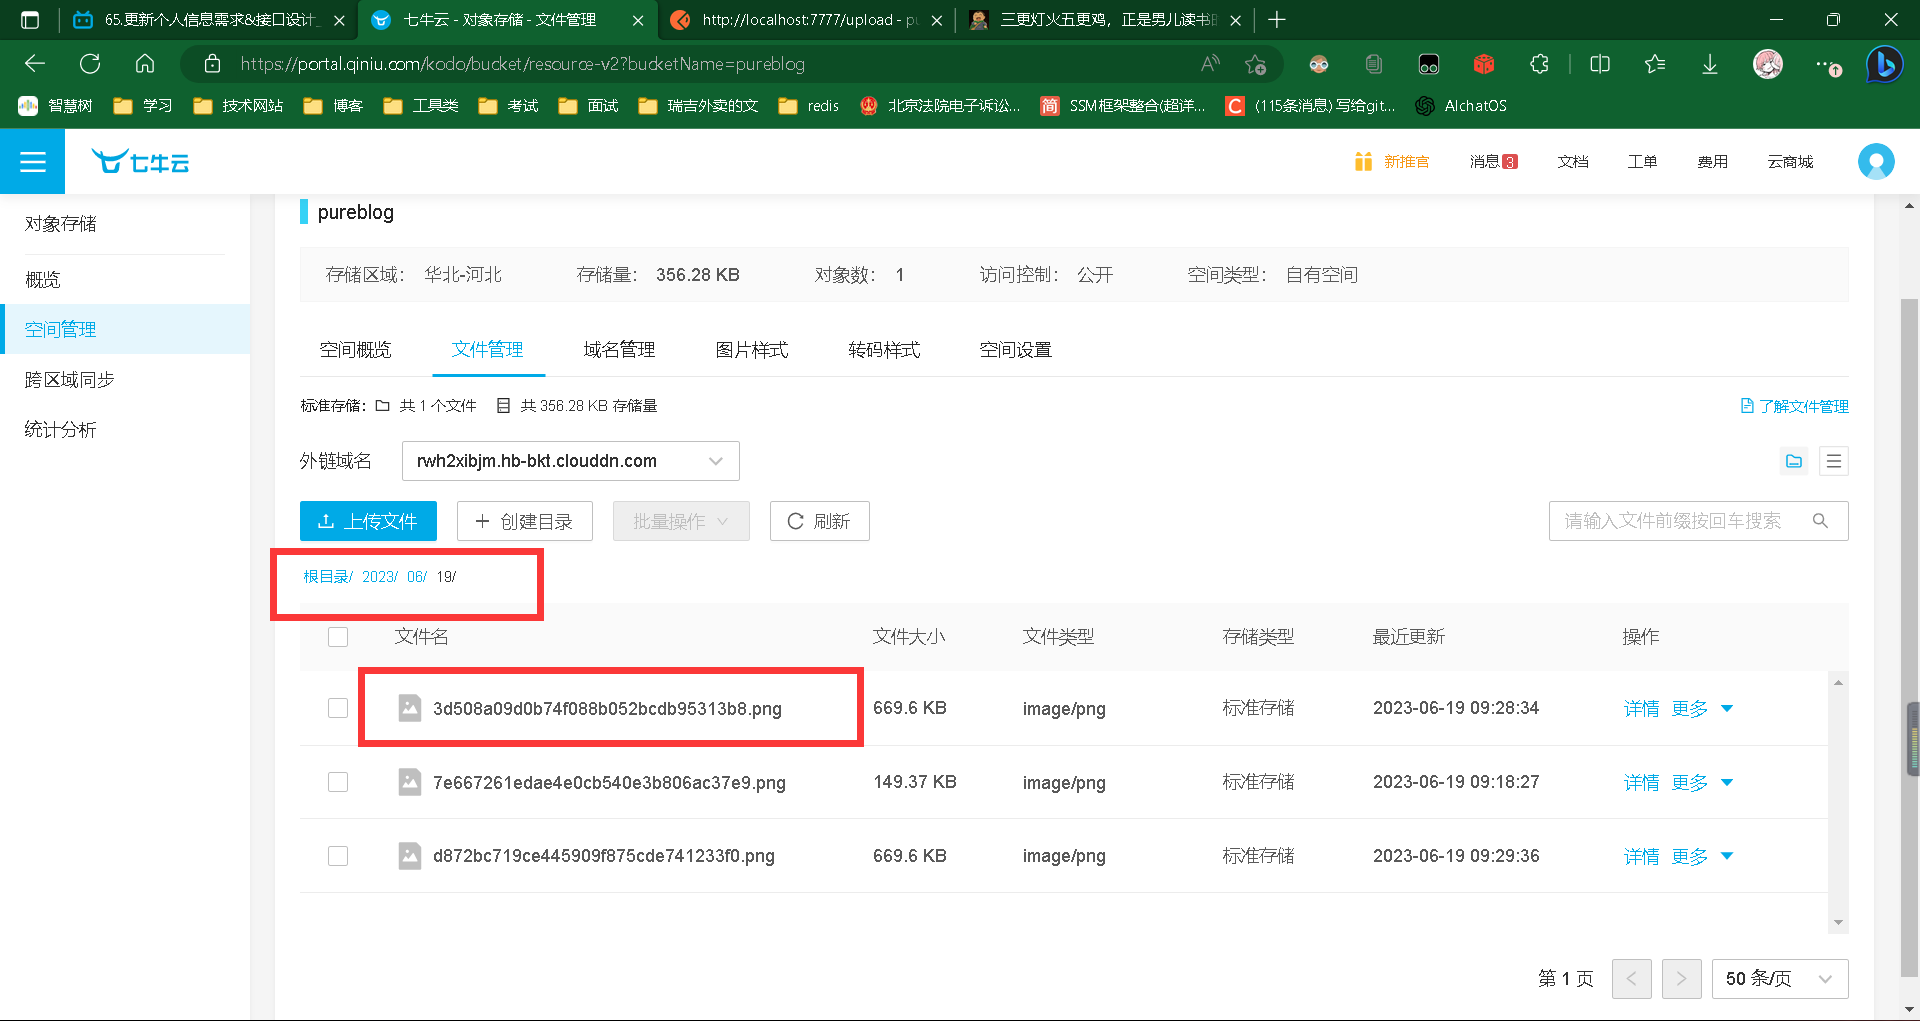 65.更新个人信息需求&接口设计_
七牛云 - 对象存储 - 文件管理
http://localhost:7777/upload - pu
三更灯火五更鸡，正是男儿读书时
https://portal.qiniu.com/kodo/bucket/resource-v2?bucketName=pureblog
智慧树 学习 技术网站 博客 工具类 考试 面试 瑞吉外卖的文 redis 北京法院电子诉讼... SSM框架整合(超详... (115条消息) 写给git... AIchatOS
七牛云
新推官 消息 3 文档 工单 费用 云商城
对象存储
概览
空间管理
跨区域同步
统计分析
pureblog
存储区域： 华北-河北 存储量： 356.28 KB 对象数： 1 访问控制： 公开 空间类型： 自有空间
空间概览 文件管理 域名管理 图片样式 转码样式 空间设置
标准存储： 共 1 个文件 共 356.28 KB 存储量 了解文件管理
外链域名 rwh2xibjm.hb-bkt.clouddn.com
上传文件 创建目录 批量操作 刷新 请输入文件前缀按回车搜索
根目录/ 2023/ 06/ 19/
文件名 文件大小 文件类型 存储类型 最近更新 操作
3d508a09d0b74f088b052bcdb95313b8.png 669.6 KB image/png 标准存储 2023-06-19 09:28:34 详情 更多
7e667261edae4e0cb540e3b806ac37e9.png 149.37 KB image/png 标准存储 2023-06-19 09:18:27 详情 更多
d872bc719ce445909f875cde741233f0.png 669.6 KB image/png 标准存储 2023-06-19 09:29:36 详情 更多
第 1 页 50 条/页